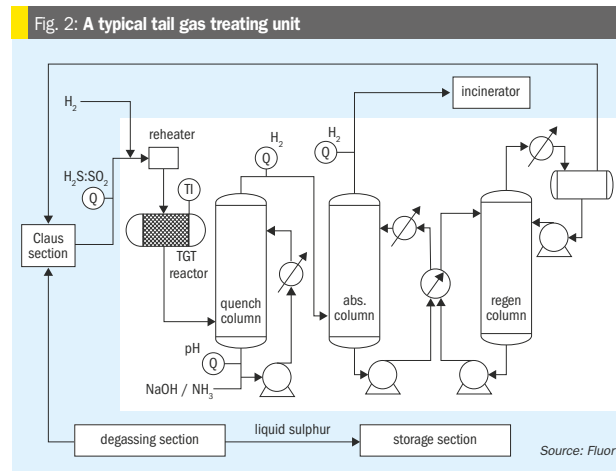 Fig. 2: A typical tail gas treating unit
incinerator
H₂
H₂
H₂
reheater
Q
Q
H₂S:SO₂
Q
TI
Claus
section
TGT
reactor
quench
column
abs.
column
regen
column
pH
Q
NaOH / NH₃
degassing section
liquid sulphur
storage section
Source: Fluor